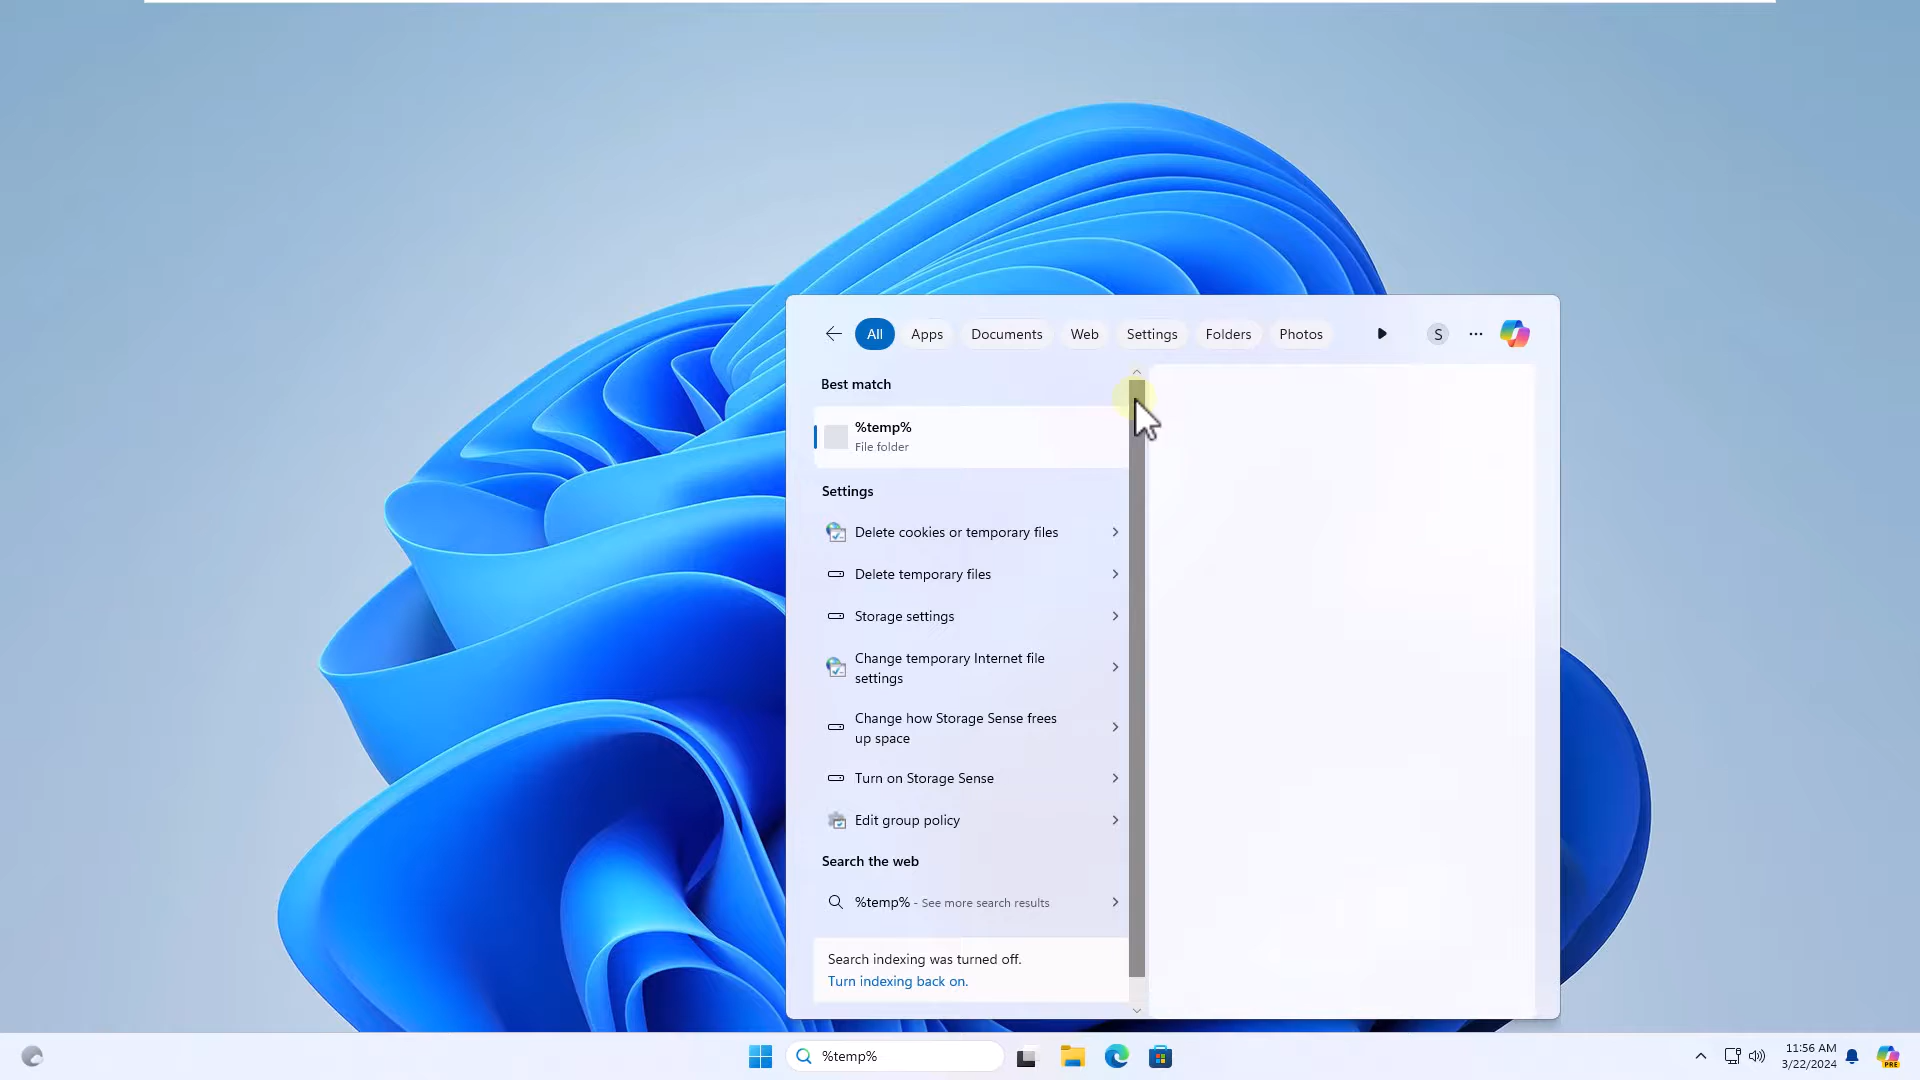 All Apps Documents Web Settings Folders Photos S
Best match
%temp%
File folder
Settings
Delete cookies or temporary files
Delete temporary files
Storage settings
Change temporary Internet file
settings
Change how Storage Sense frees
up space
Turn on Storage Sense
Edit group policy
Search the web
%temp% - See more search results
Search indexing was turned off.
Turn indexing back on.
%temp%
11:56 AM
3/22/2024
PRE